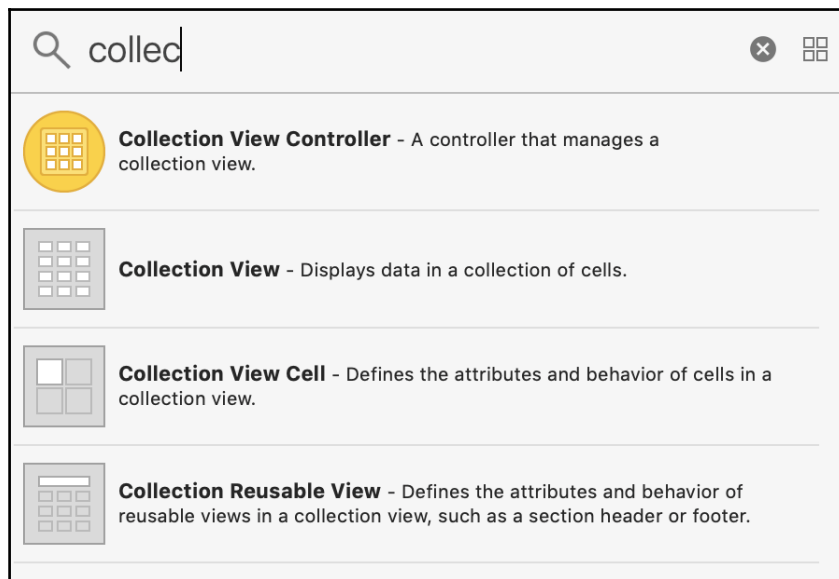 collec
Collection View Controller - A controller that manages a
collection view.
Collection View - Displays data in a collection of cells.
Collection View Cell - Defines the attributes and behavior of cells in a
collection view.
Collection Reusable View - Defines the attributes and behavior of
reusable views in a collection view, such as a section header or footer.